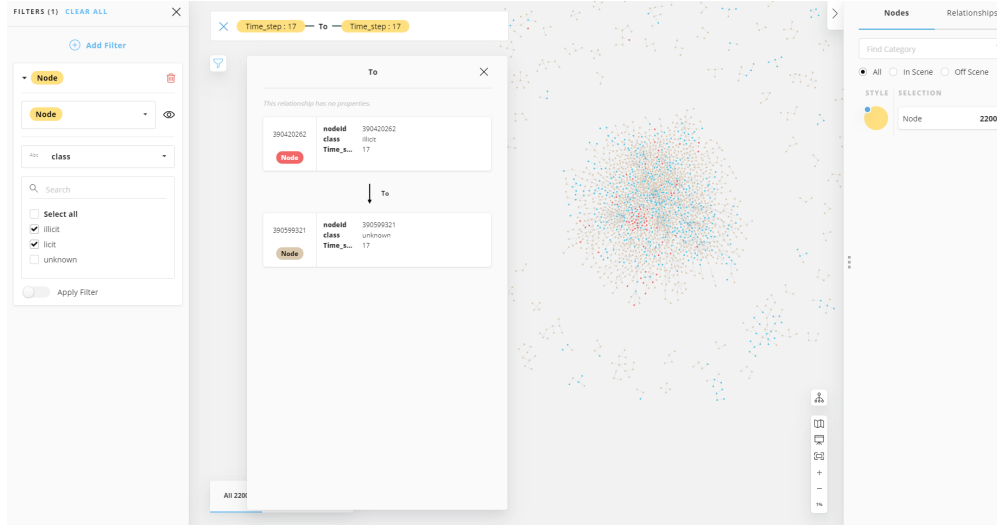 FILTERS (1) CLEAR ALL
Add Filter
Node
Node
ABC class
Search
Select all
illicit
licit
unknown
Apply Filter
Time_step : 17 To Time_step : 17
To
This relationship has no properties.
390420262
Node
nodeId 390420262
class illicit
Time_s... 17
To
390599321
Node
nodeId 390599321
class unknown
Time_s... 17
All 2200
1%
Nodes Relationships
Find Category
All In Scene Off Scene
STYLE SELECTION
Node 2200